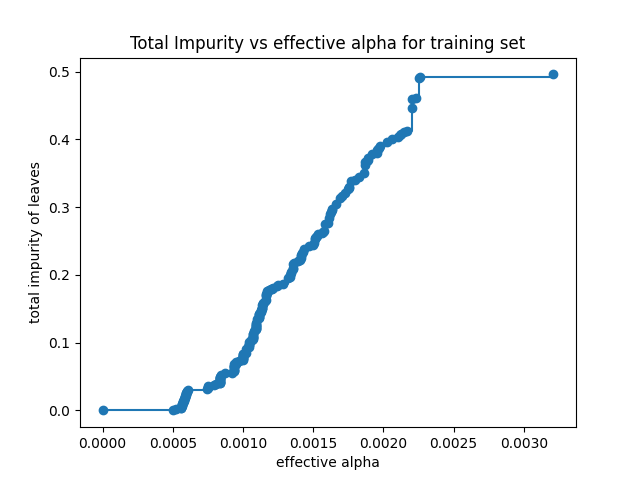 Total Impurity vs effective alpha for training set
total impurity of leaves
0.5
0.4
0.3
0.2
0.1
0.0
0.0000 0.0005 0.0010 0.0015 0.0020 0.0025 0.0030
effective alpha